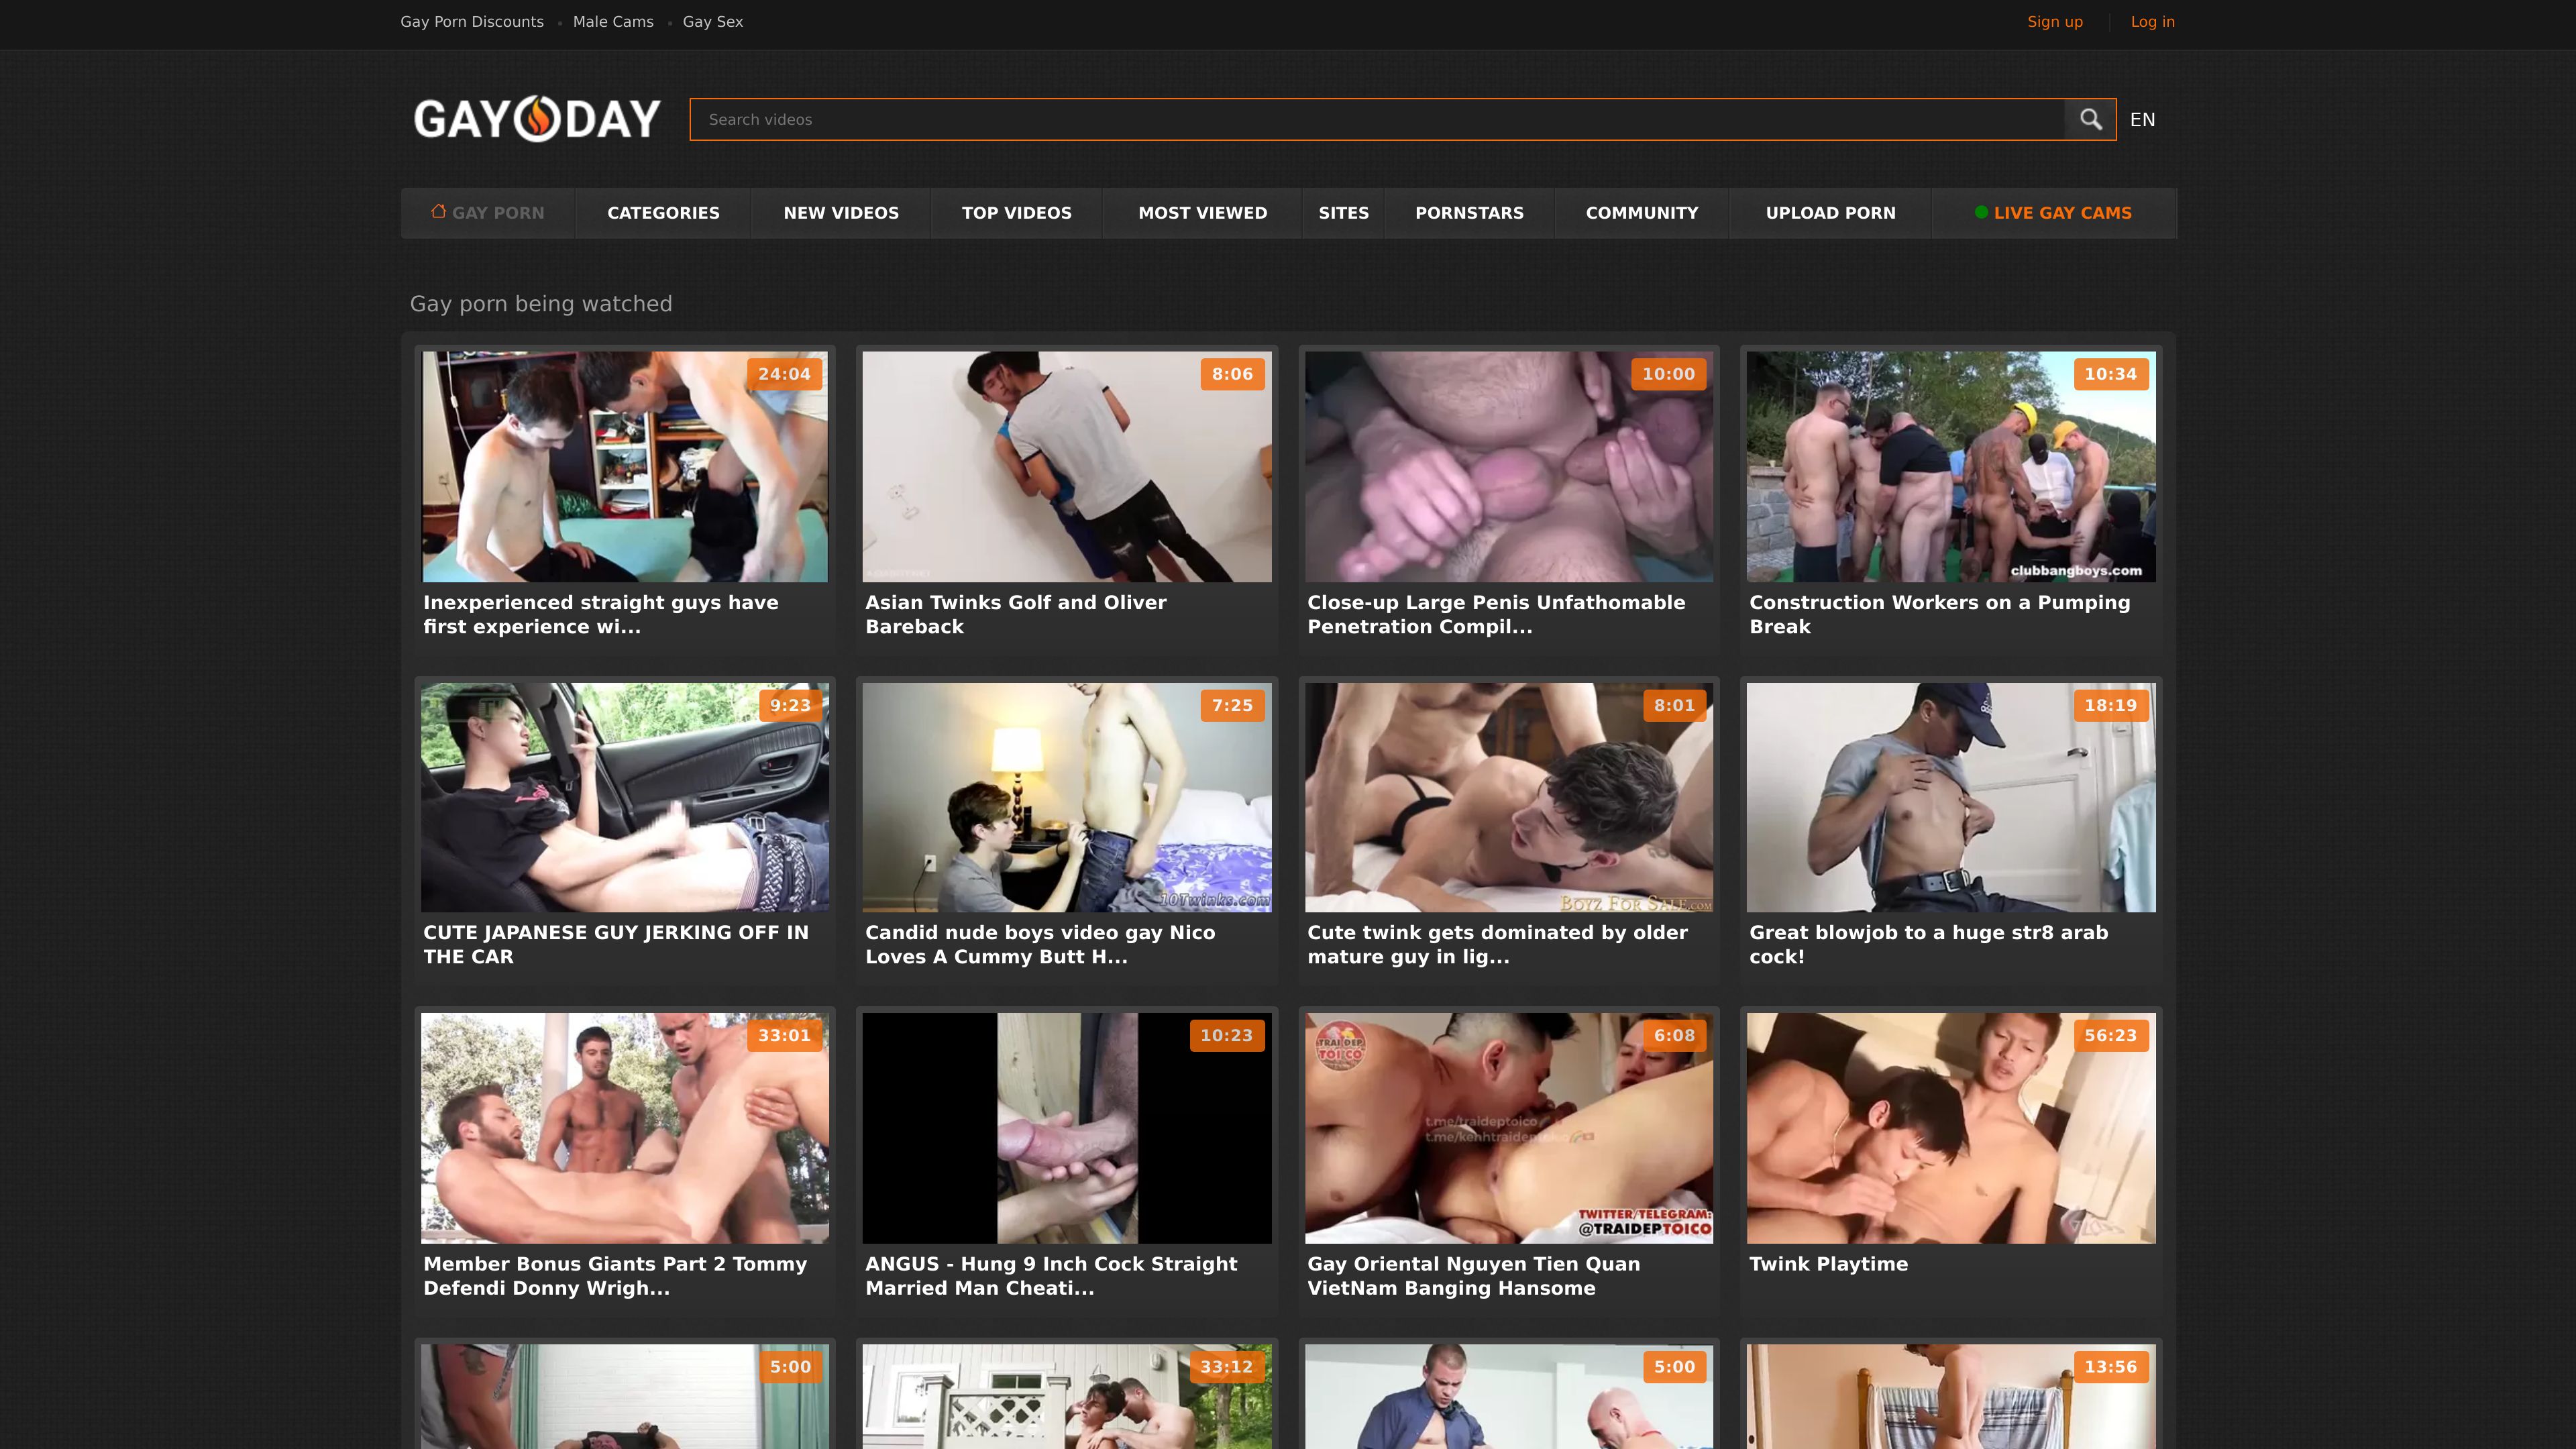 Gay Porn Discounts
Male Cams
Gay Sex
Sign up
Log in
GAY DAY
Search videos
EN
GAY PORN
CATEGORIES
NEW VIDEOS
TOP VIDEOS
MOST VIEWED
SITES
PORNSTARS
COMMUNITY
UPLOAD PORN
LIVE GAY CAMS
Gay porn being watched
24:04
8:06
10:00
10:34
clubbangboys.com
Inexperienced straight guys have
first experience wi...
Asian Twinks Golf and Oliver
Bareback
Close-up Large Penis Unfathomable
Penetration Compil...
Construction Workers on a Pumping
Break
9:23
7:25
8:01
18:19
10Twinks.com
BOYZ FOR SALE.COM
CUTE JAPANESE GUY JERKING OFF IN
THE CAR
Candid nude boys video gay Nico
Loves A Cummy Butt H...
Cute twink gets dominated by older
mature guy in lig...
Great blowjob to a huge str8 arab
cock!
33:01
10:23
6:08
56:23
TRAI DEP
TOI CO
t.me/traideptoico
TWITTER/TELEGRAM:
@TRAIDEPTOICO
Member Bonus Giants Part 2 Tommy
Defendi Donny Wrigh...
ANGUS - Hung 9 Inch Cock Straight
Married Man Cheati...
Gay Oriental Nguyen Tien Quan
VietNam Banging Hansome
Twink Playtime
5:00
33:12
5:00
13:56